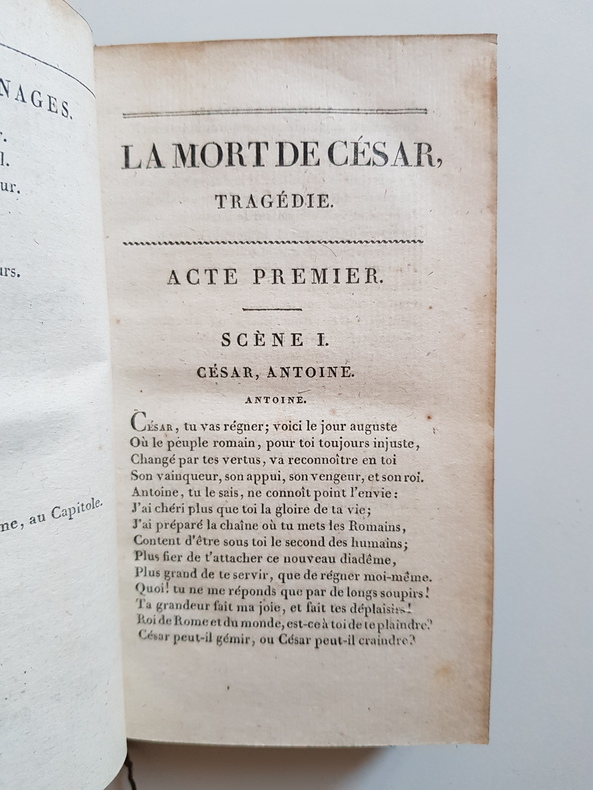 NAGES.
r.
l.
ur.
urs.
ne, au Capitole.
LA MORT DE CÉSAR,
TRAGÉDIE.
ACTE PREMIER.
SCÈNE I.
CÉSAR, ANTOINE.
ANTOINE.
CÉSAR, tu vas régner; voici le jour auguste
Où le peuple romain, pour toi toujours injuste,
Changé par tes vertus, va reconnoître en toi
Son vainqueur, son appui, son vengeur, et son roi.
Antoine, tu le sais, ne connoît point l'envie:
J'ai chéri plus que toi la gloire de ta vie;
J'ai préparé la chaîne où tu mets les Romains,
Content d'être sous toi le second des humains;
Plus fier de t'attacher ce nouveau diadême,
Plus grand de te servir, que de régner moi-même.
Quoi! tu ne me réponds que par de longs soupirs!
Ta grandeur fait ma joie, et fait tes déplaisirs!
Roi de Rome et du monde, est-ce à toi de te plaindre?
César peut-il gémir, ou César peut-il craindre?